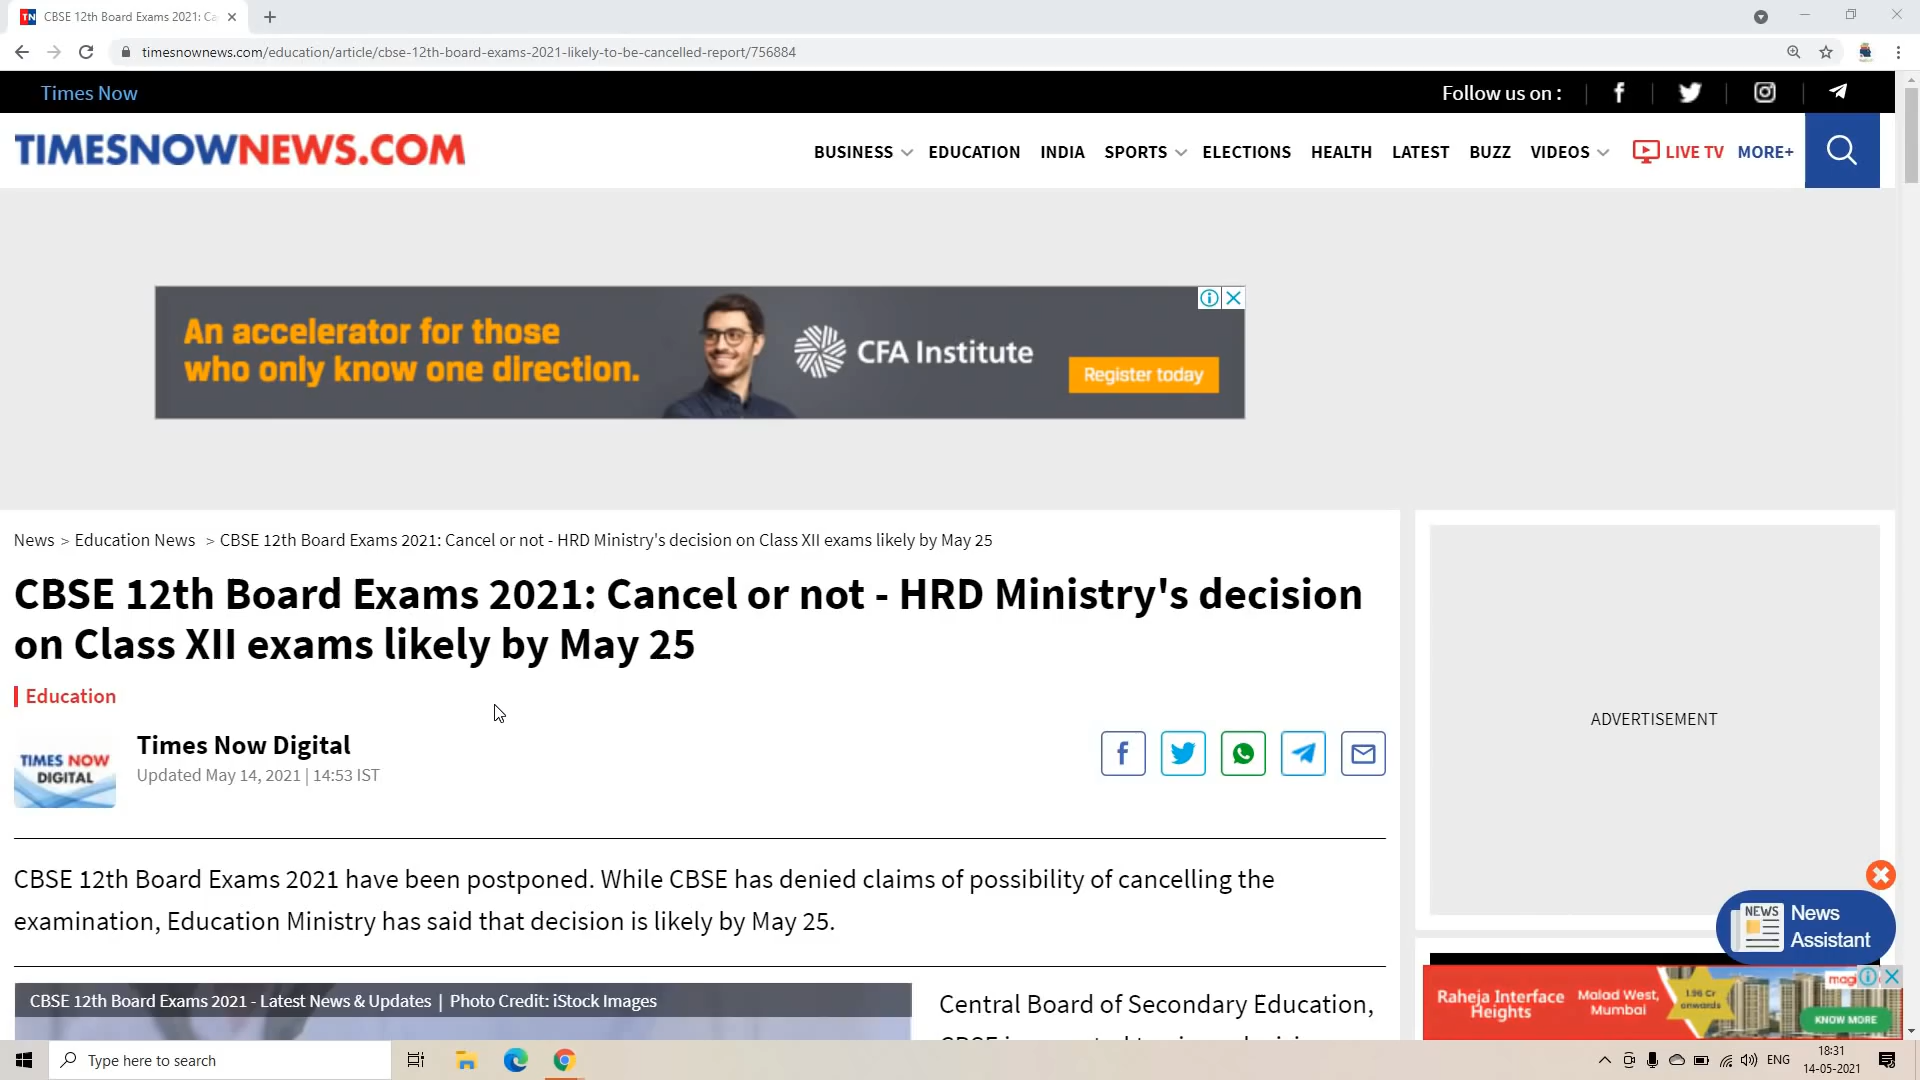 TN CBSE 12th Board Exams 2021: Ca
timesnownews.com/education/article/cbse-12th-board-exams-2021-likely-to-be-cancelled-report/756884
Times Now
Follow us on :
TIMESNOWNEWS.COM
BUSINESS EDUCATION INDIA SPORTS ELECTIONS HEALTH LATEST BUZZ VIDEOS LIVE TV MORE+
An accelerator for those
who only know one direction.
CFA Institute
Register today
News > Education News > CBSE 12th Board Exams 2021: Cancel or not - HRD Ministry's decision on Class XII exams likely by May 25
CBSE 12th Board Exams 2021: Cancel or not - HRD Ministry's decision
on Class XII exams likely by May 25
Education
TIMES NOW
DIGITAL
Times Now Digital
Updated May 14, 2021 | 14:53 IST
ADVERTISEMENT
CBSE 12th Board Exams 2021 have been postponed. While CBSE has denied claims of possibility of cancelling the
examination, Education Ministry has said that decision is likely by May 25.
NEWS
News
Assistant
CBSE 12th Board Exams 2021 - Latest News & Updates | Photo Credit: iStock Images
Central Board of Secondary Education,
Raheja Interface
Heights
Malad West,
Mumbai
1.96 Cr
onwards
KNOW MORE
Type here to search
ENG
18:31
14-05-2021